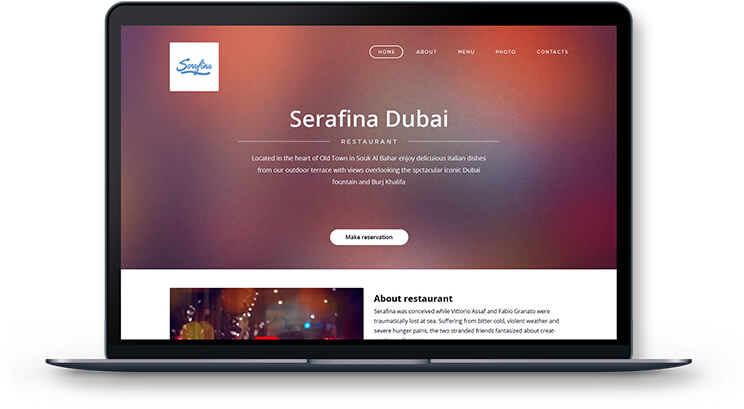 Serafina
HOME ABOUT MENU PHOTO CONTACTS
Serafina Dubai
RESTAURANT
Located in the heart of Old Town in Souk Al Bahar enjoy delicuious italian dishes
from our outdoor terrace with views overlooking the spctacular iconic Dubai
fountain and Burj Khalifa
Make reservation
About restaurant
Serafina was conceived while Vittorio Assaf and Fabio Granato were
traumatically lost at sea. Suffering from bitter cold, violent weather and
severe hunger pains, the two stranded friends fantasized about creat-